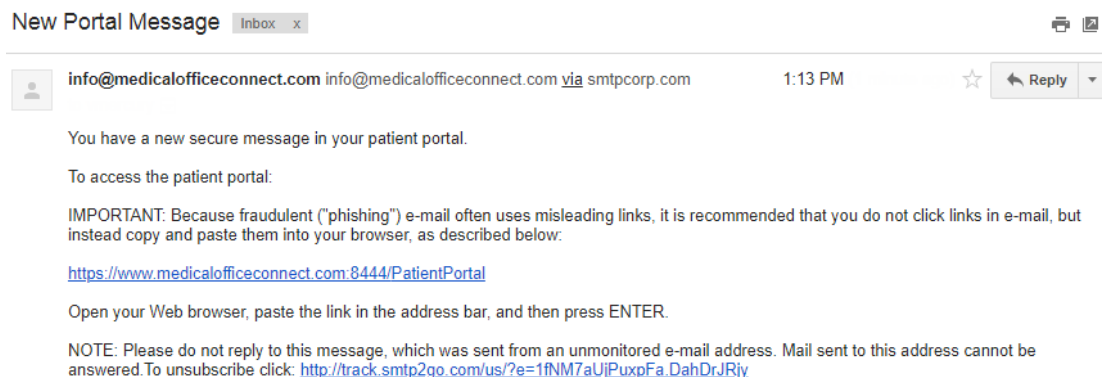 New Portal Message Inbox x
info@medicalofficeconnect.com info@medicalofficeconnect.com via smtpcorp.com 1:13 PM Reply
You have a new secure message in your patient portal.
To access the patient portal:
IMPORTANT: Because fraudulent ("phishing") e-mail often uses misleading links, it is recommended that you do not click links in e-mail, but
instead copy and paste them into your browser, as described below:
https://www.medicalofficeconnect.com:8444/PatientPortal
Open your Web browser, paste the link in the address bar, and then press ENTER.
NOTE: Please do not reply to this message, which was sent from an unmonitored e-mail address. Mail sent to this address cannot be
answered.To unsubscribe click: http://track.smtp2go.com/us/?e=1fNM7aUjPuxpFa.DahDrJRjy